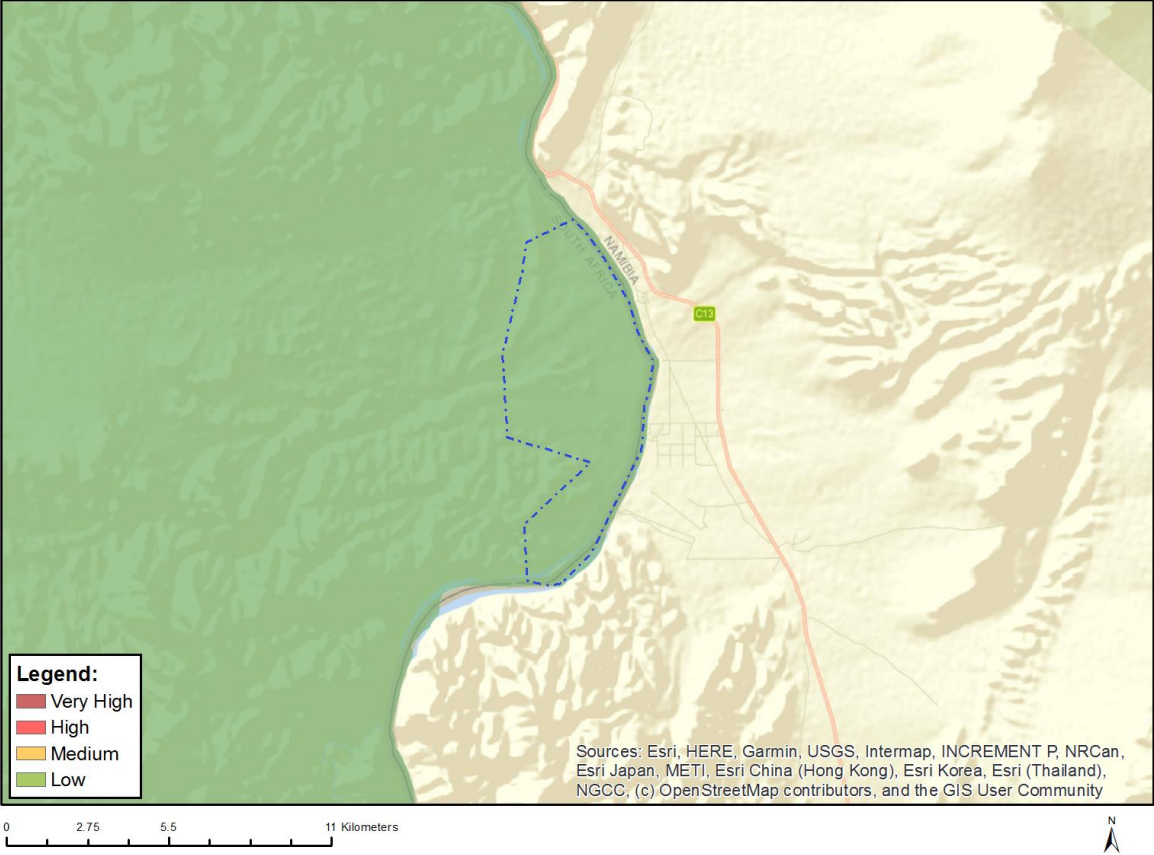 SOUTH AFRICA
NAMIBIA
C13
Legend:
Very High
High
Medium
Low
Sources: Esri, HERE, Garmin, USGS, Intermap, INCREMENT P, NRCan,
Esri Japan, METI, Esri China (Hong Kong), Esri Korea, Esri (Thailand),
NGCC, (c) OpenStreetMap contributors, and the GIS User Community
0 2.75 5.5 11 Kilometers
N